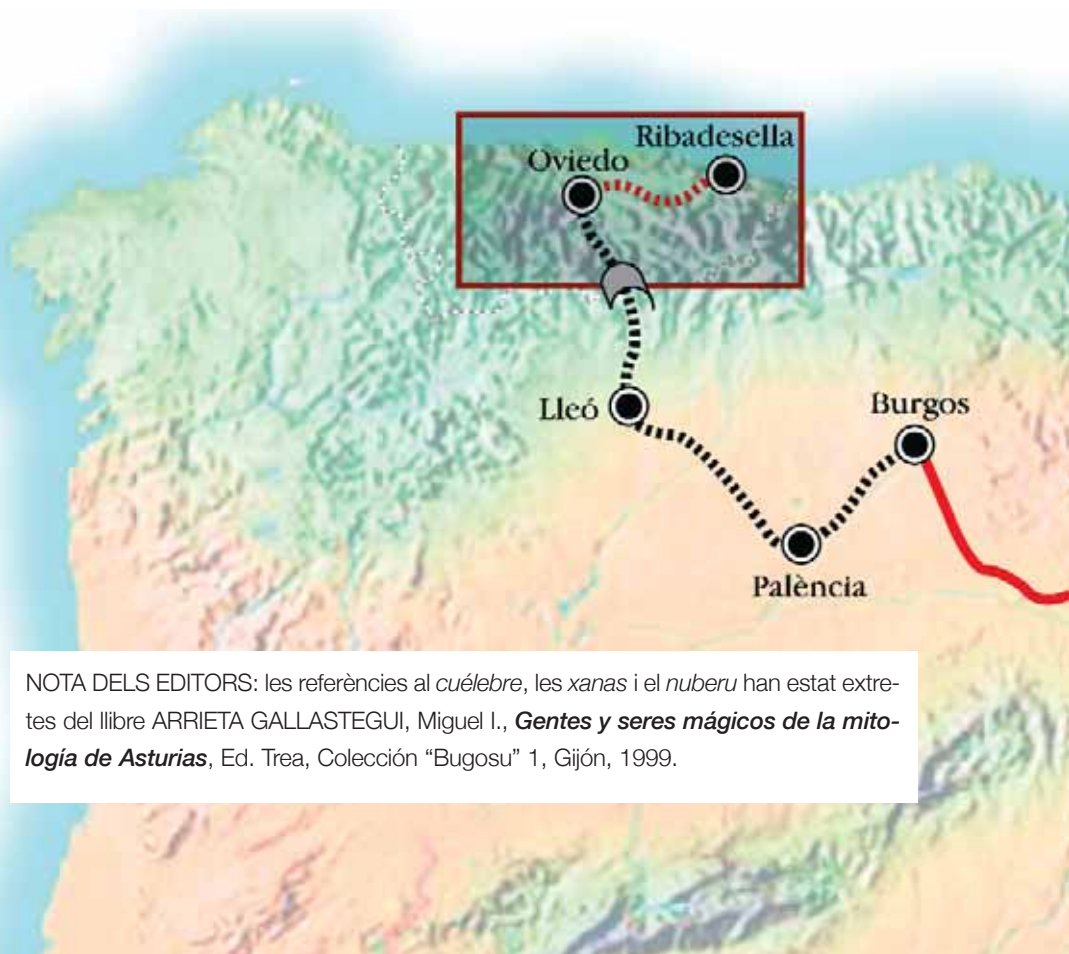 Ribadesella
Oviedo
Lleó
Burgos
Palència
NOTA DELS EDITORS: les referències al cuélebre, les xanas i el nuberu han estat extre-
tes del llibre ARRIETA GALLASTEGUI, Miguel I., Gentes y seres mágicos de la mito-
logía de Asturias, Ed. Trea, Colección “Bugosu” 1, Gijón, 1999.